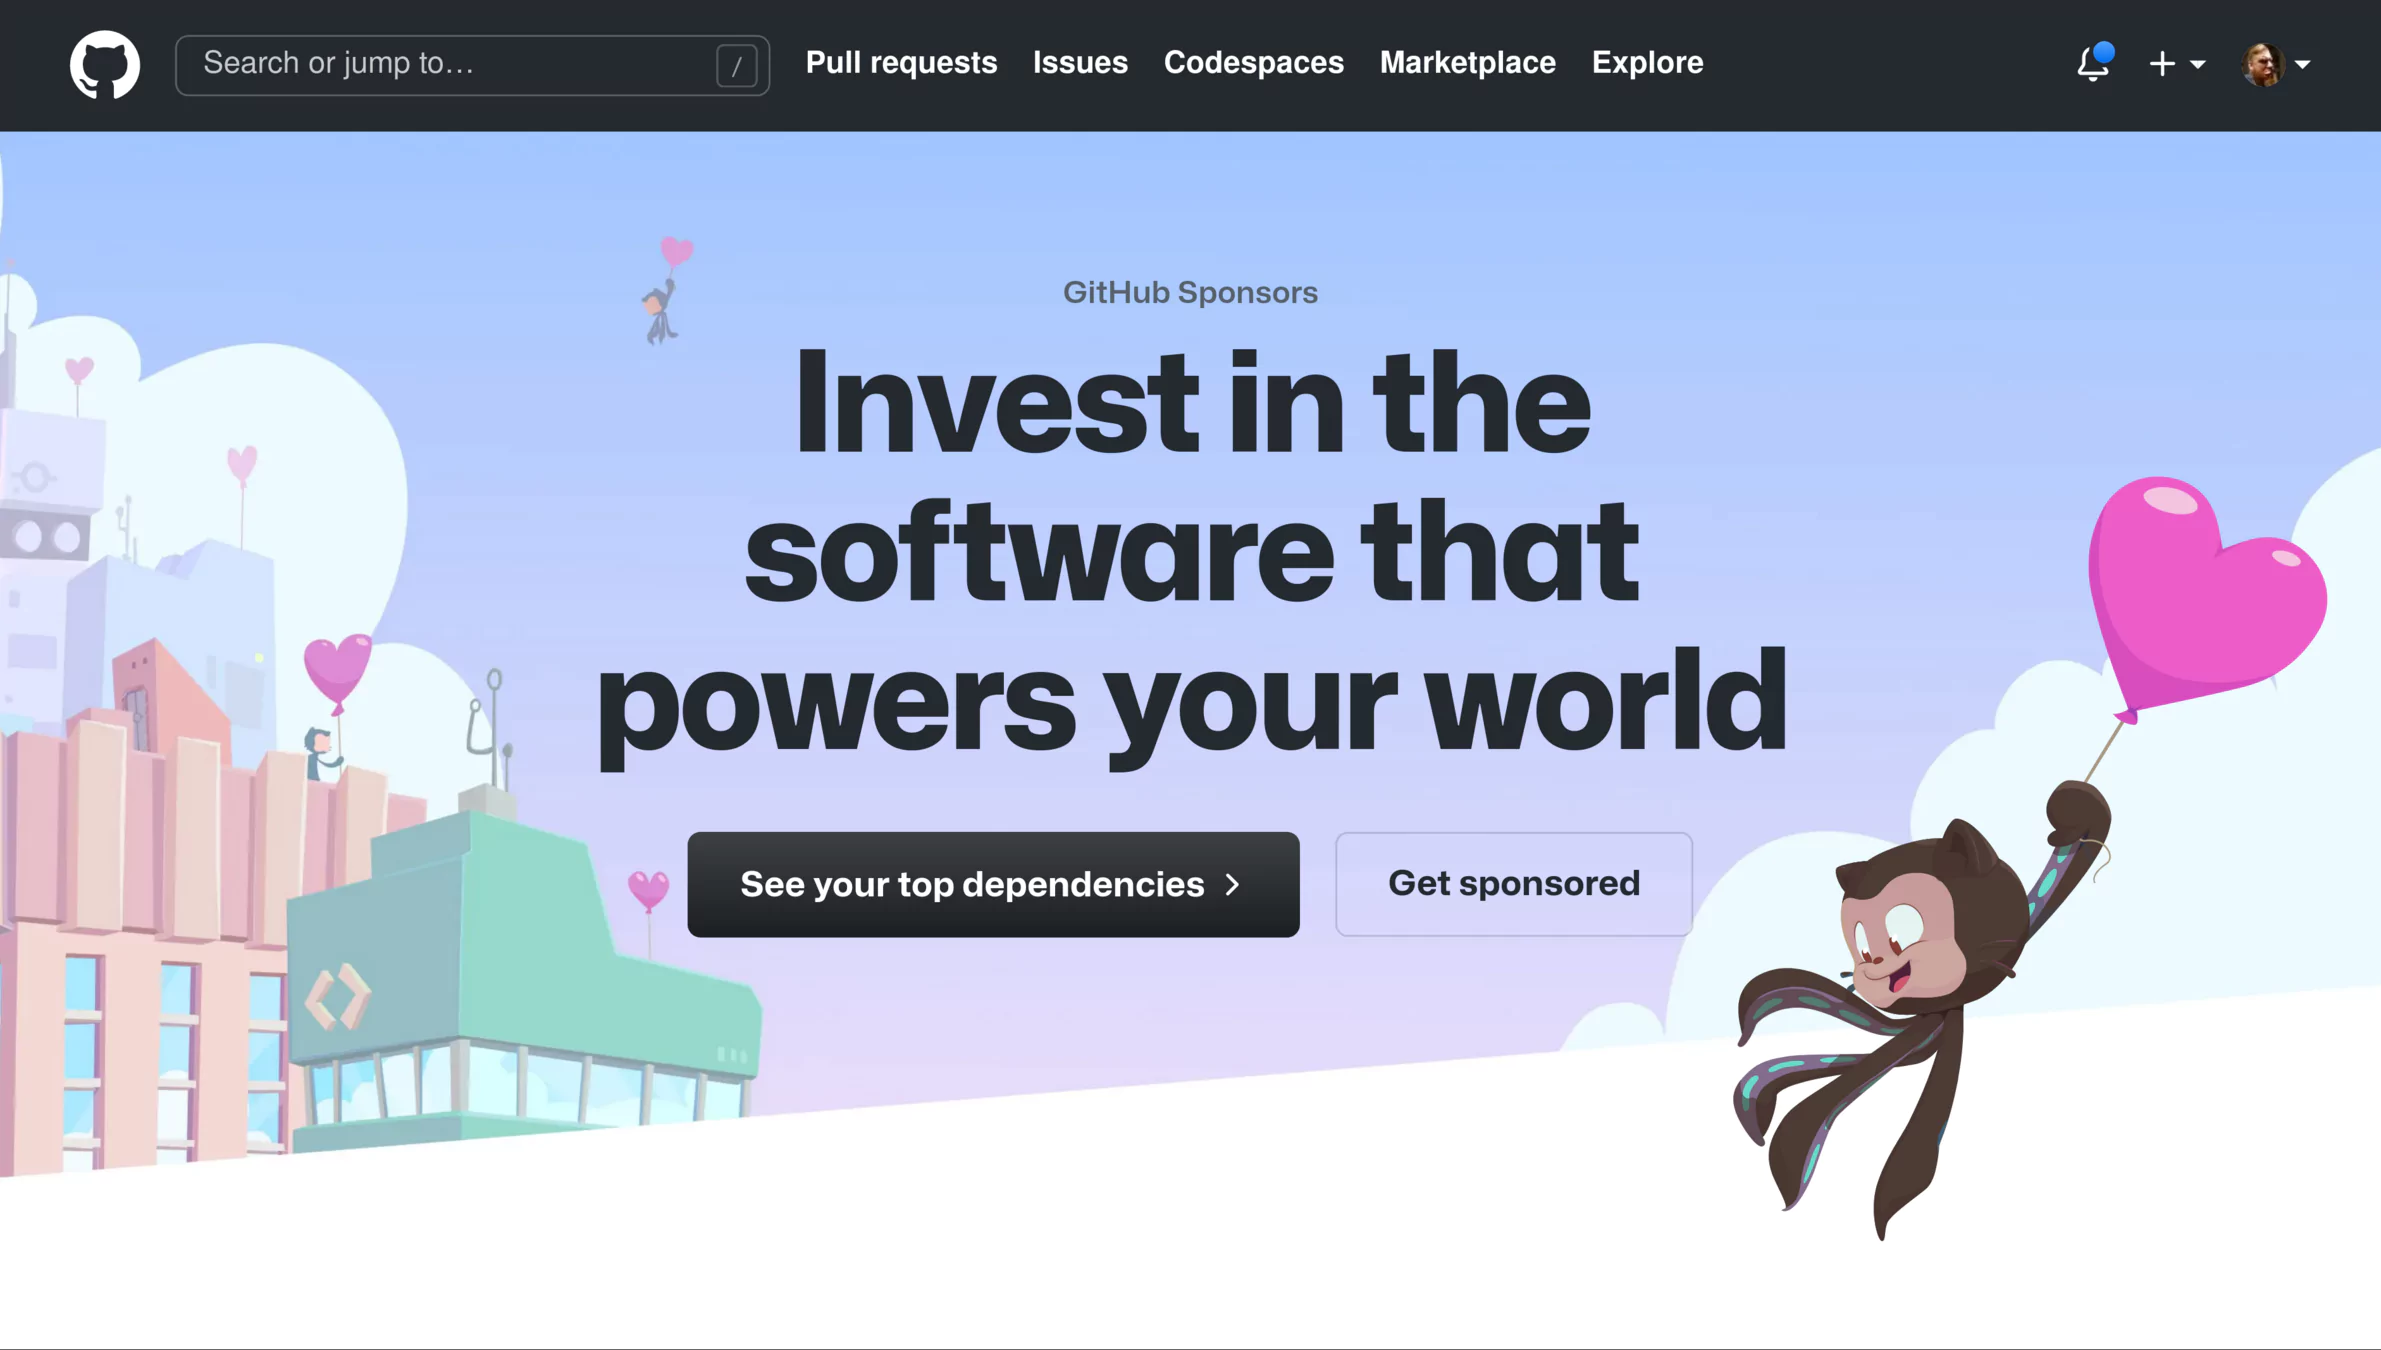 Search or jump to…
/
Pull requests
Issues
Codespaces
Marketplace
Explore
GitHub Sponsors
Invest in the
software that
powers your world
See your top dependencies
Get sponsored